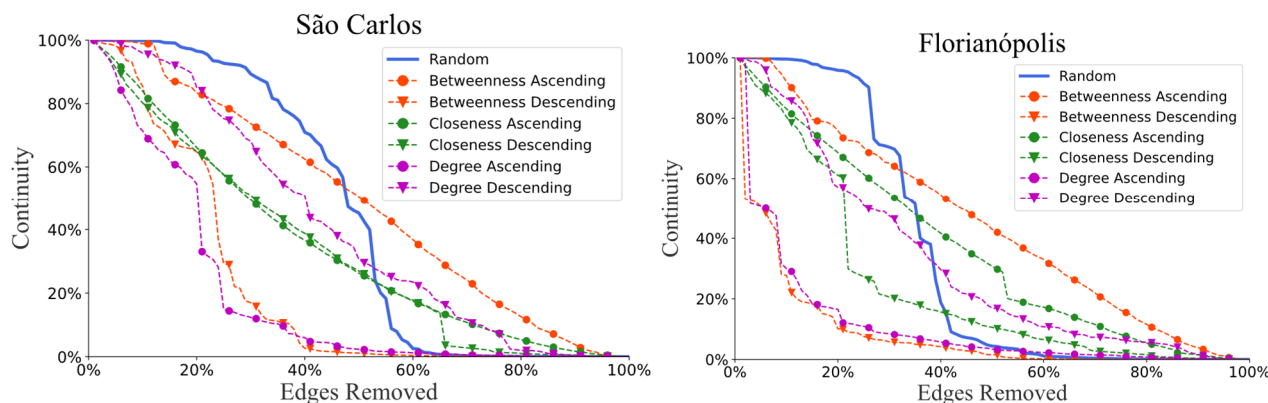 São Carlos
100%
80%
60%
40%
20%
0%
Continuity
0%
20%
40%
60%
80%
100%
Edges Removed
Random
Betweenness Ascending
Betweenness Descending
Closeness Ascending
Closeness Descending
Degree Ascending
Degree Descending
Florianópolis
100%
80%
60%
40%
20%
0%
Continuity
0%
20%
40%
60%
80%
100%
Edges Removed
Random
Betweenness Ascending
Betweenness Descending
Closeness Ascending
Closeness Descending
Degree Ascending
Degree Descending